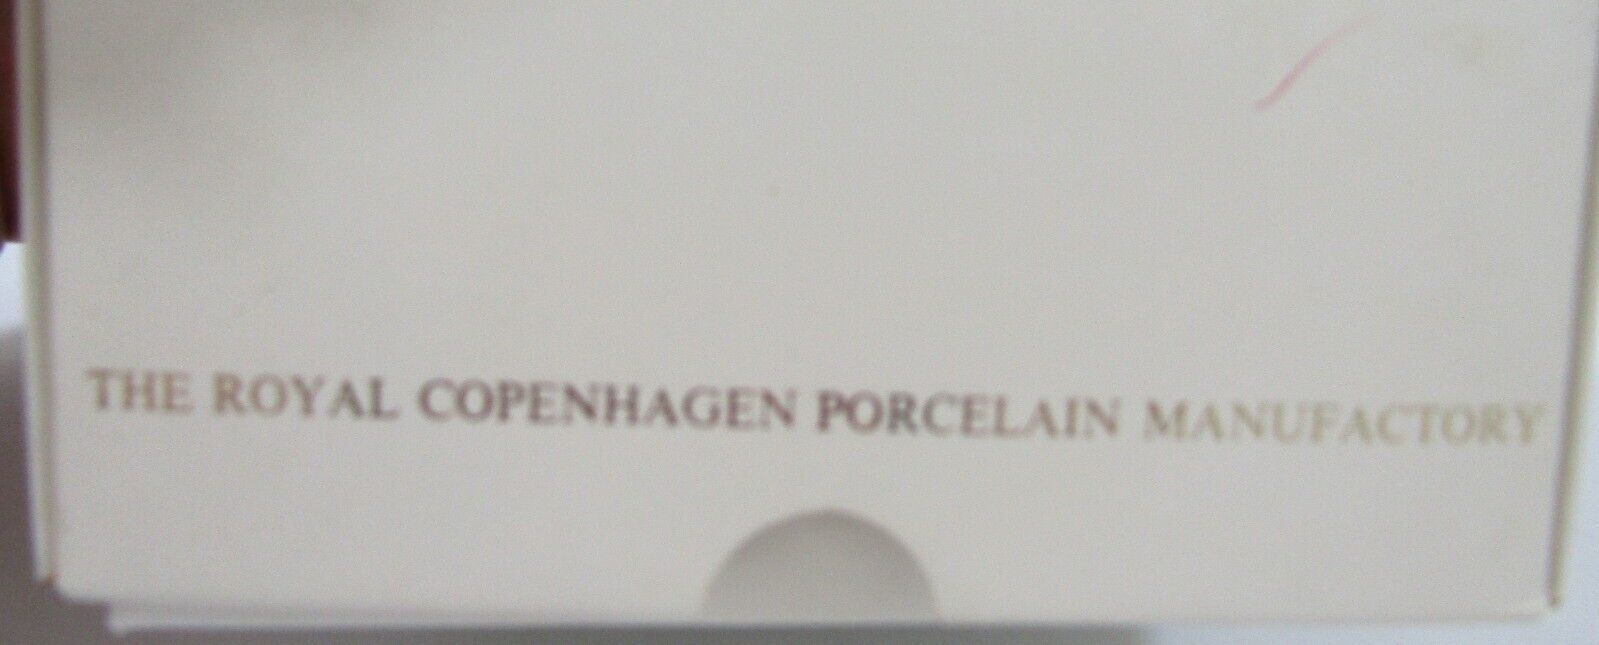 THE ROYAL COPENHAGEN PORCELAIN MANUFACTORY